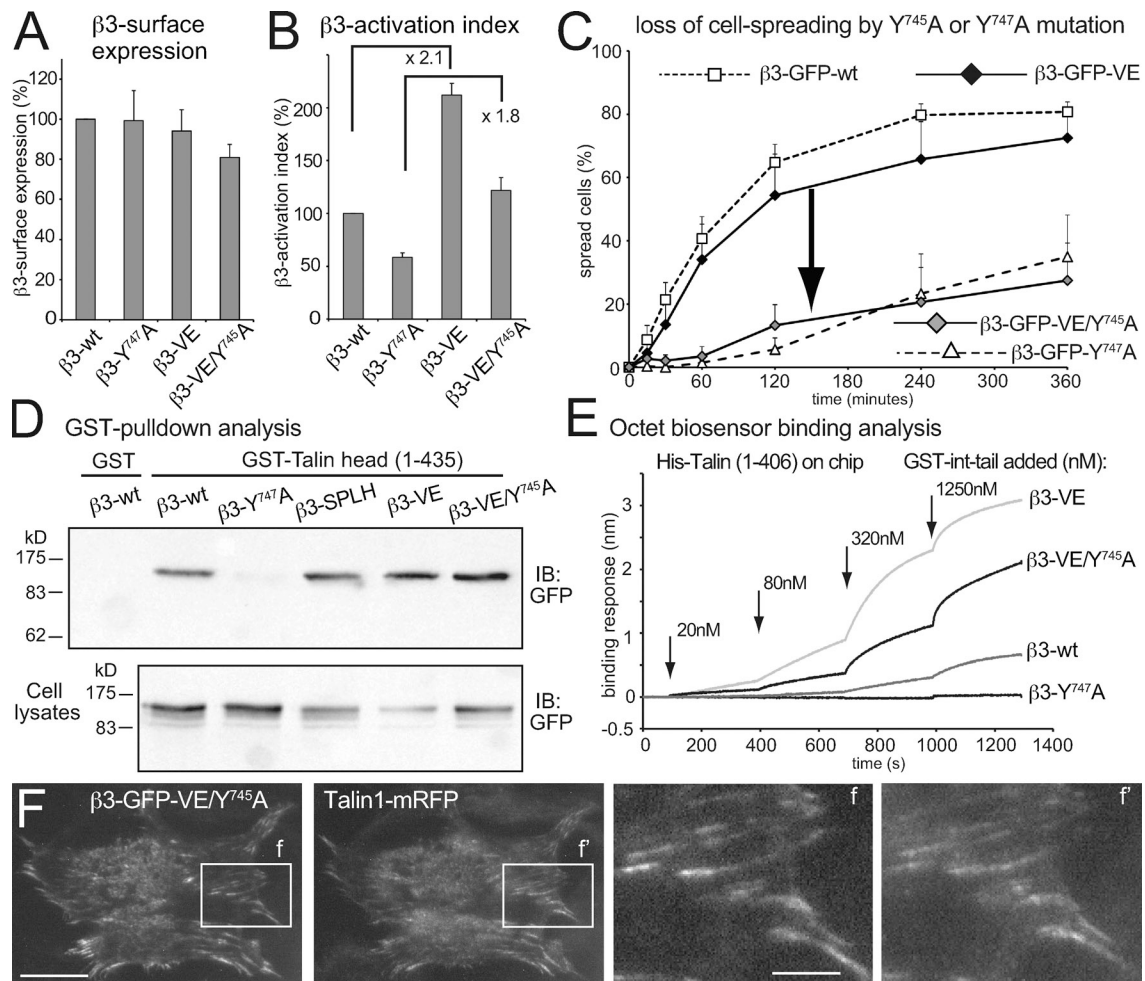 A
β3-surface
expression
β3-surface expression (%)
120
100
80
60
40
20
0
β3-wt
β3-Y⁷⁴⁷A
β3-VE
β3-VE/Y⁷⁴⁵A
B
β3-activation index
x 2.1
x 1.8
β3-activation index (%)
200
150
100
50
0
β3-wt
β3-Y⁷⁴⁷A
β3-VE
β3-VE/Y⁷⁴⁵A
C
loss of cell-spreading by Y⁷⁴⁵A or Y⁷⁴⁷A mutation
β3-GFP-wt
β3-GFP-VE
spread cells (%)
100
80
60
40
20
0
β3-GFP-VE/Y⁷⁴⁵A
β3-GFP-Y⁷⁴⁷A
0 60 120 180 240 300 360
time (minutes)
D
GST-pulldown analysis
GST
GST-Talin head (1-435)
β3-wt
β3-wt
β3-Y⁷⁴⁷A
β3-SPLH
β3-VE
β3-VE/Y⁷⁴⁵A
kD
175
83
62
IB:
GFP
kD
175
83
Cell
lysates
IB:
GFP
E
Octet biosensor binding analysis
His-Talin (1-406) on chip
GST-int-tail added (nM):
1250nM
320nM
80nM
20nM
β3-VE
β3-VE/Y⁷⁴⁵A
β3-wt
β3-Y⁷⁴⁷A
binding response (nm)
3
2
1
0
-0.5
0 200 400 600 800 1000 1200 1400
time (s)
F
β3-GFP-VE/Y⁷⁴⁵A
f
Talin1-mRFP
f'
f
f'